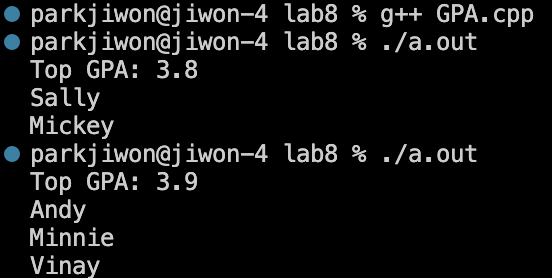 parkjiwon@jiwon-4 lab8 % g++ GPA.cpp
parkjiwon@jiwon-4 lab8 % ./a.out
Top GPA: 3.8
Sally
Mickey
parkjiwon@jiwon-4 lab8 % ./a.out
Top GPA: 3.9
Andy
Minnie
Vinay